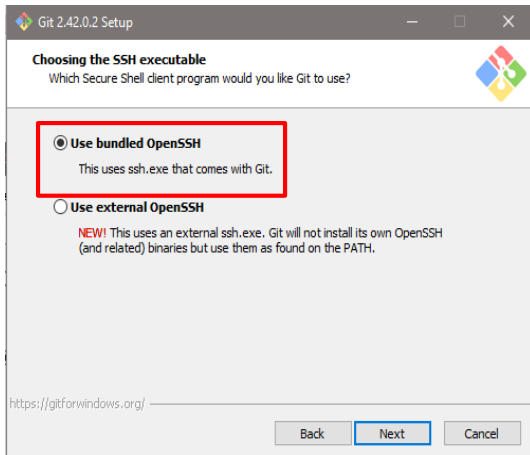 Git 2.42.0.2 Setup
Choosing the SSH executable
Which Secure Shell client program would you like Git to use?
Use bundled OpenSSH
This uses ssh.exe that comes with Git.
Use external OpenSSH
NEW! This uses an external ssh.exe. Git will not install its own OpenSSH
(and related) binaries but use them as found on the PATH.
https://gitforwindows.org/
Back Next Cancel